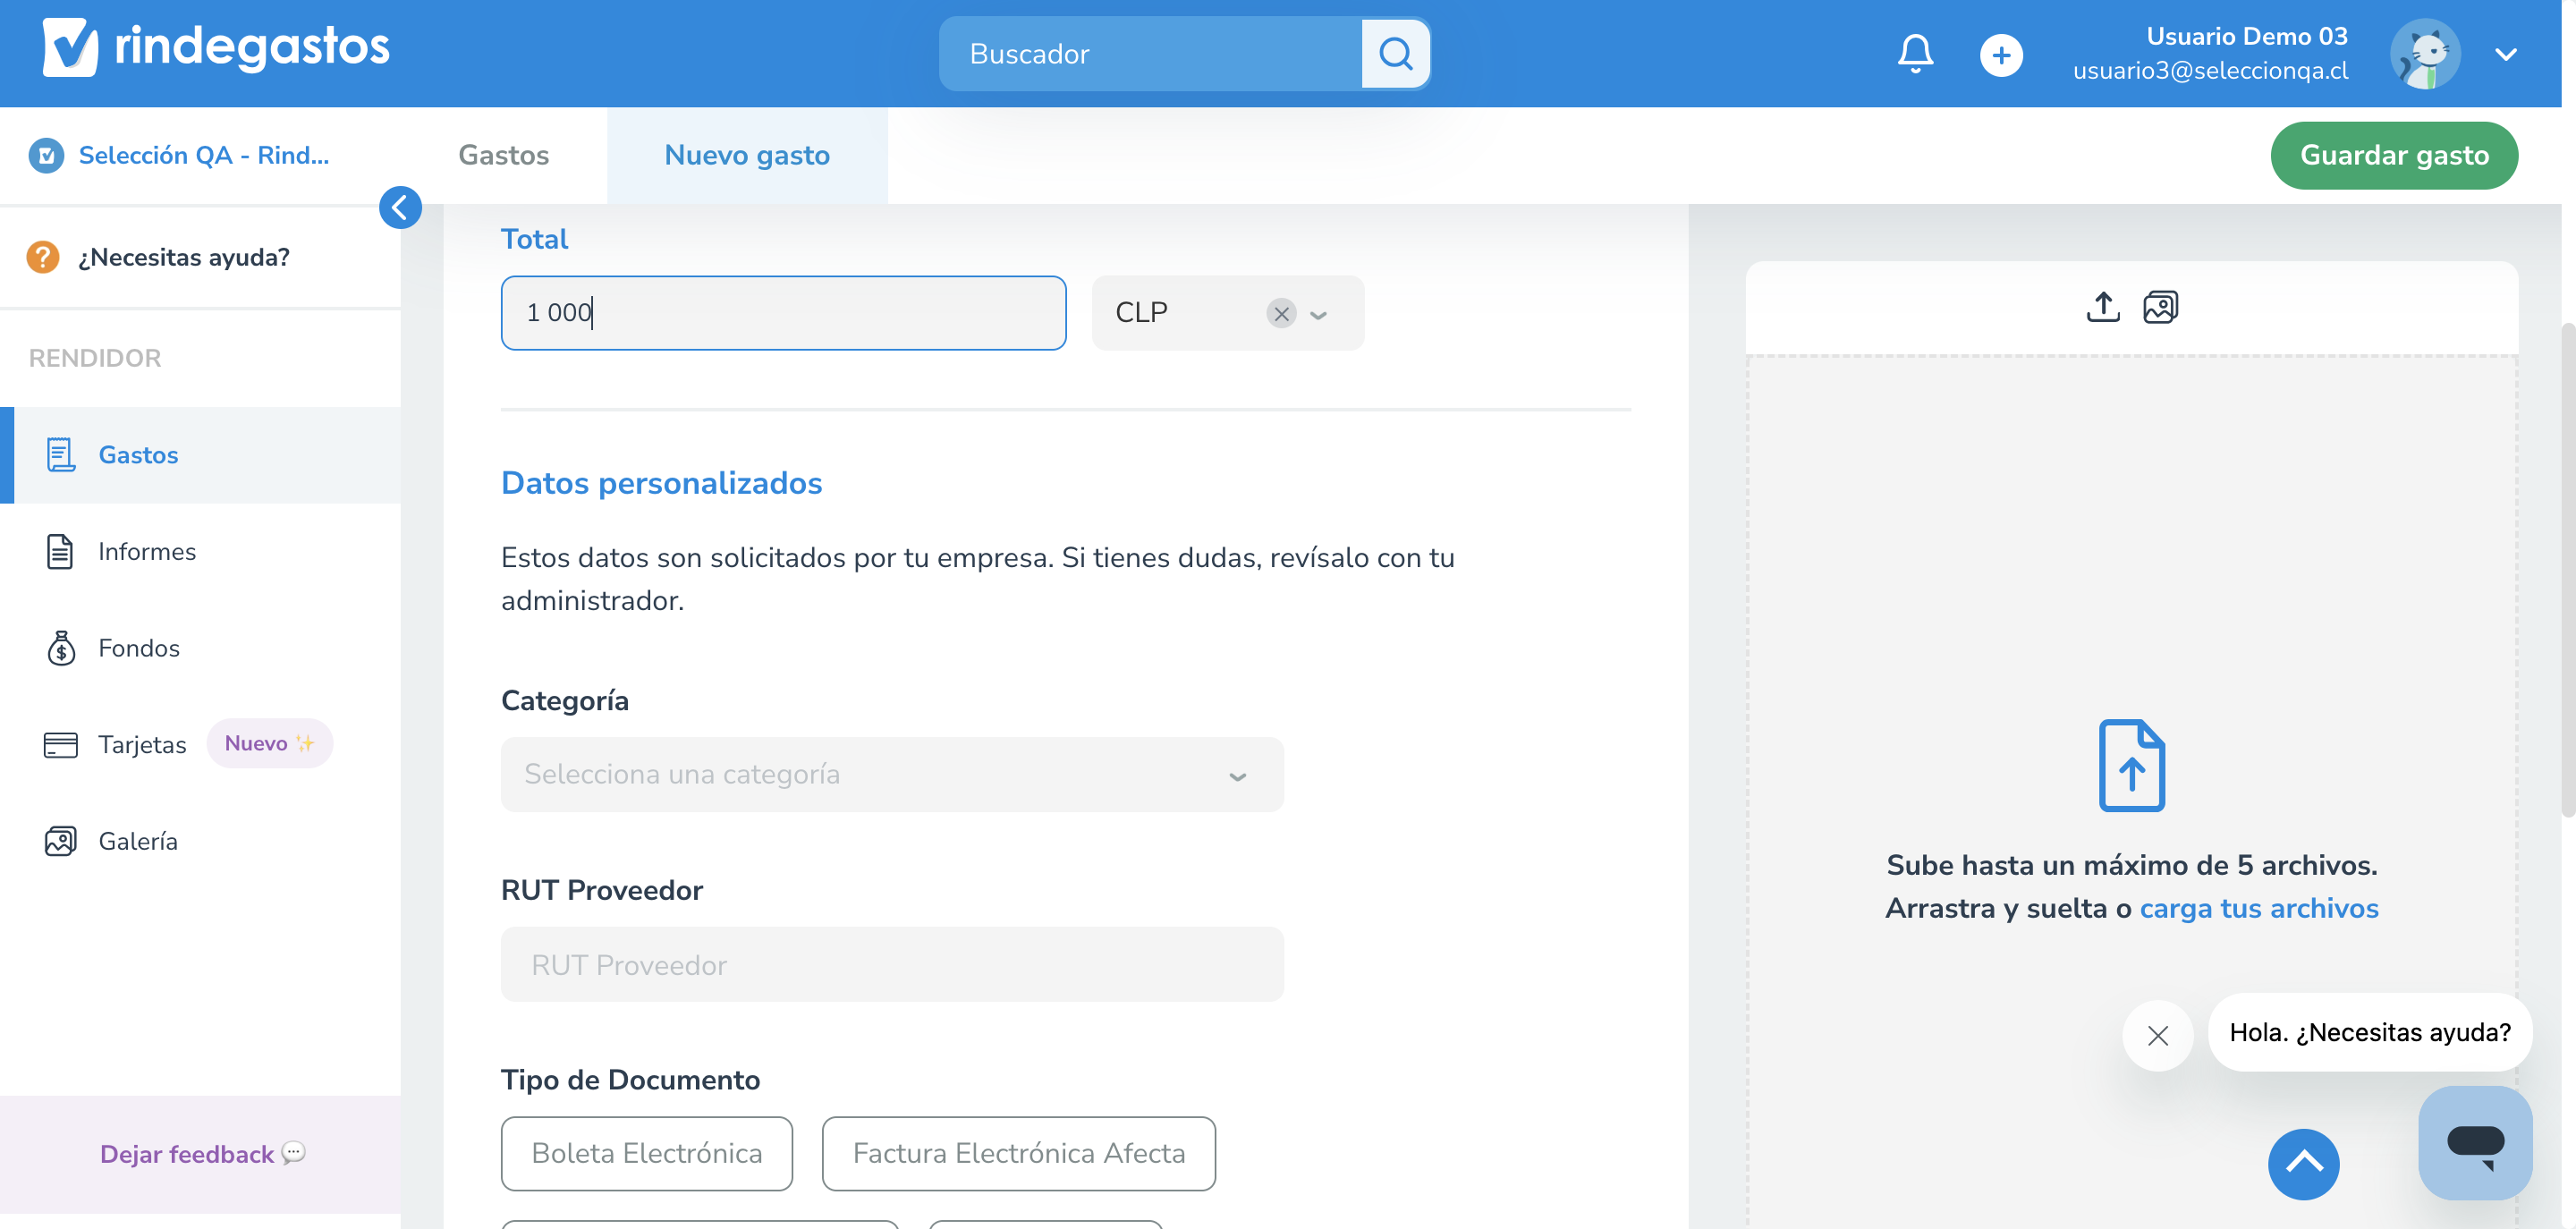 rindegastos
Buscador
Usuario Demo 03
usuario3@seleccionqa.cl
Selección QA - Rind...
Gastos
Nuevo gasto
Guardar gasto
¿Necesitas ayuda?
RENDIDOR
Gastos
Informes
Fondos
Tarjetas
Nuevo ✨
Galería
Dejar feedback 💬
Total
1 000
CLP
Datos personalizados
Estos datos son solicitados por tu empresa. Si tienes dudas, revísalo con tu
administrador.
Categoría
Selecciona una categoría
RUT Proveedor
RUT Proveedor
Tipo de Documento
Boleta Electrónica
Factura Electrónica Afecta
Sube hasta un máximo de 5 archivos.
Arrastra y suelta o carga tus archivos
Hola. ¿Necesitas ayuda?